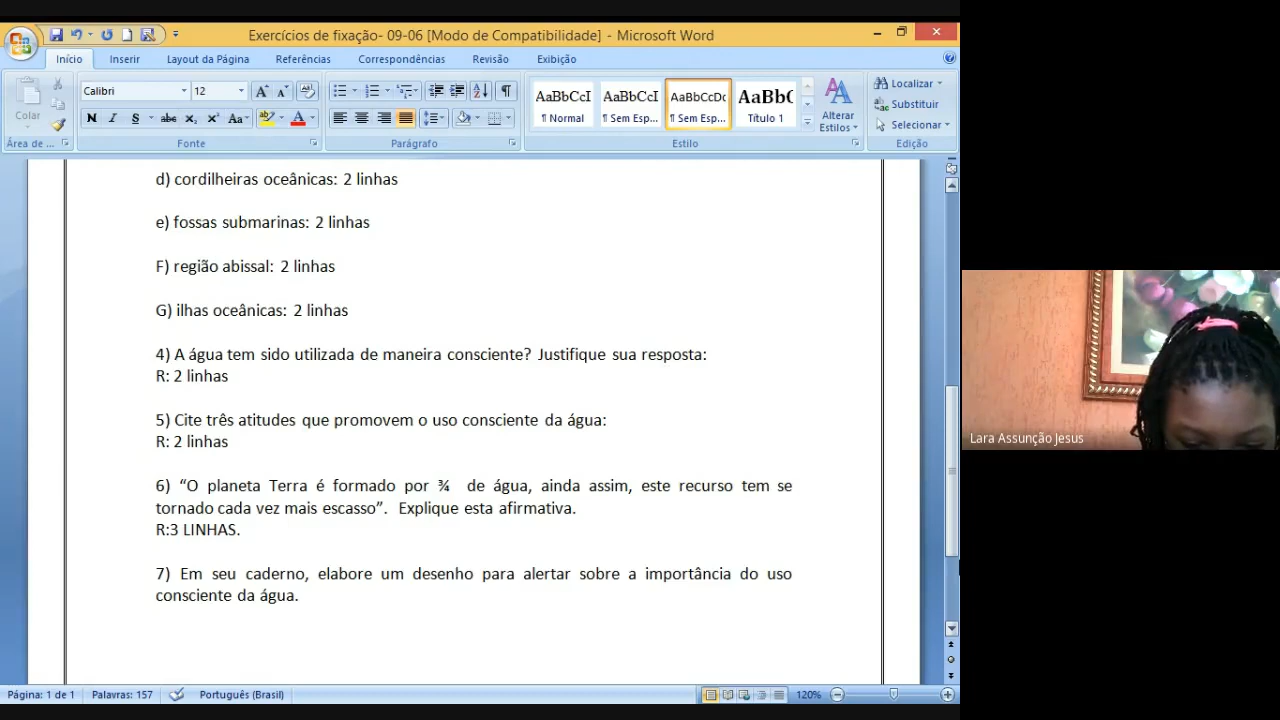 Exercícios de fixação- 09-06 [Modo de Compatibilidade] - Microsoft Word
Início Inserir Layout da Página Referências Correspondências Revisão Exibição
Colar
Calibri 12
AaBbCcI AaBbCcI AaBbCcDc AaBbC
¶ Normal ¶ Sem Esp... ¶ Sem Esp... Título 1
Alterar Estilos
Localizar
Substituir
Selecionar
Área de ... Fonte Parágrafo Estilo Edição
d) cordilheiras oceânicas: 2 linhas
e) fossas submarinas: 2 linhas
F) região abissal: 2 linhas
G) ilhas oceânicas: 2 linhas
4) A água tem sido utilizada de maneira consciente? Justifique sua resposta:
R: 2 linhas
5) Cite três atitudes que promovem o uso consciente da água:
R: 2 linhas
6) “O planeta Terra é formado por ¾ de água, ainda assim, este recurso tem se
tornado cada vez mais escasso”. Explique esta afirmativa.
R:3 LINHAS.
7) Em seu caderno, elabore um desenho para alertar sobre a importância do uso
consciente da água.
Lara Assunção Jesus
Página: 1 de 1 Palavras: 157 Português (Brasil) 120%